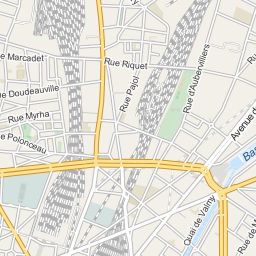 Rue Marcadet
Rue Riquet
Rue Pajol
Rue d'Aubervilliers
Rue Doudeauville
Avenue d
Rue Myrha
Rue Polonceau
Bas
Quai de Valmy
Rue de M